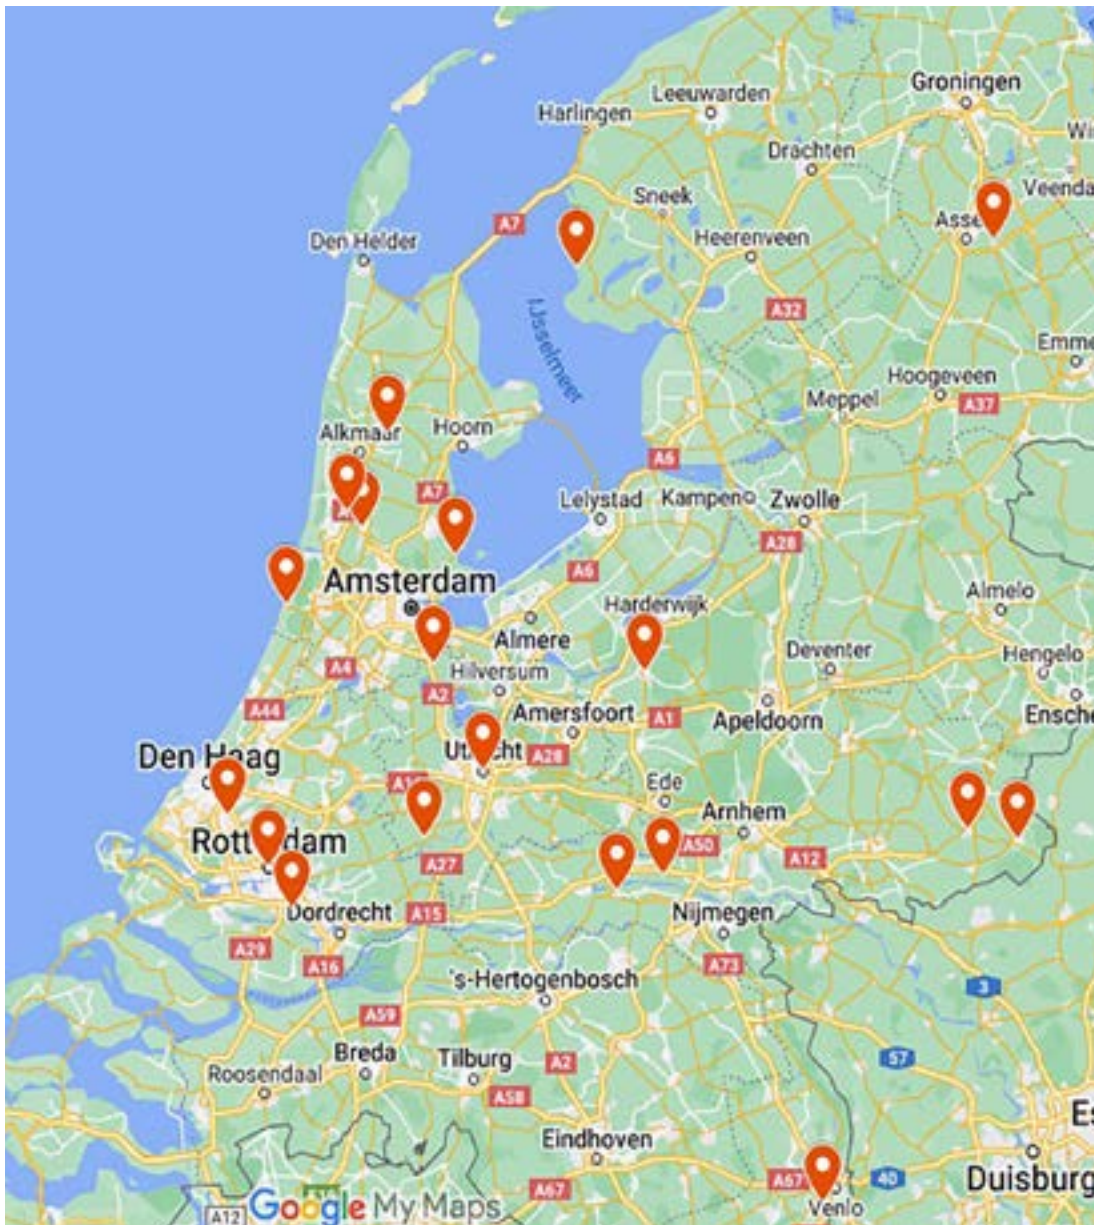 Groningen
Leeuwarden
Harlingen
Drachten
Veenda
Sneek
A7
Asse
Den Helder
Heerenveen
IJsselmeer
A32
Emme
Hoogeveen
Meppel
A37
Alkmaar
Hoorn
A6
A7
Lelystad
Kampen
Zwolle
A28
A6
Amsterdam
Almelo
Harderwijk
Almere
Deventer
Hengelo
A4
Hilversum
A2
A44
Amersfoort
A1
Apeldoorn
Ensche
Den Haag
Utrecht
A28
Ede
Arnhem
Rotterdam
A50
A12
A27
Dordrecht
A15
Nijmegen
A29
A16
A73
's-Hertogenbosch
3
A59
Breda
Tilburg
A2
57
Roosendaal
A58
Es
Eindhoven
A67
40
Duisburg
A67
A12
Google My Maps
Venlo